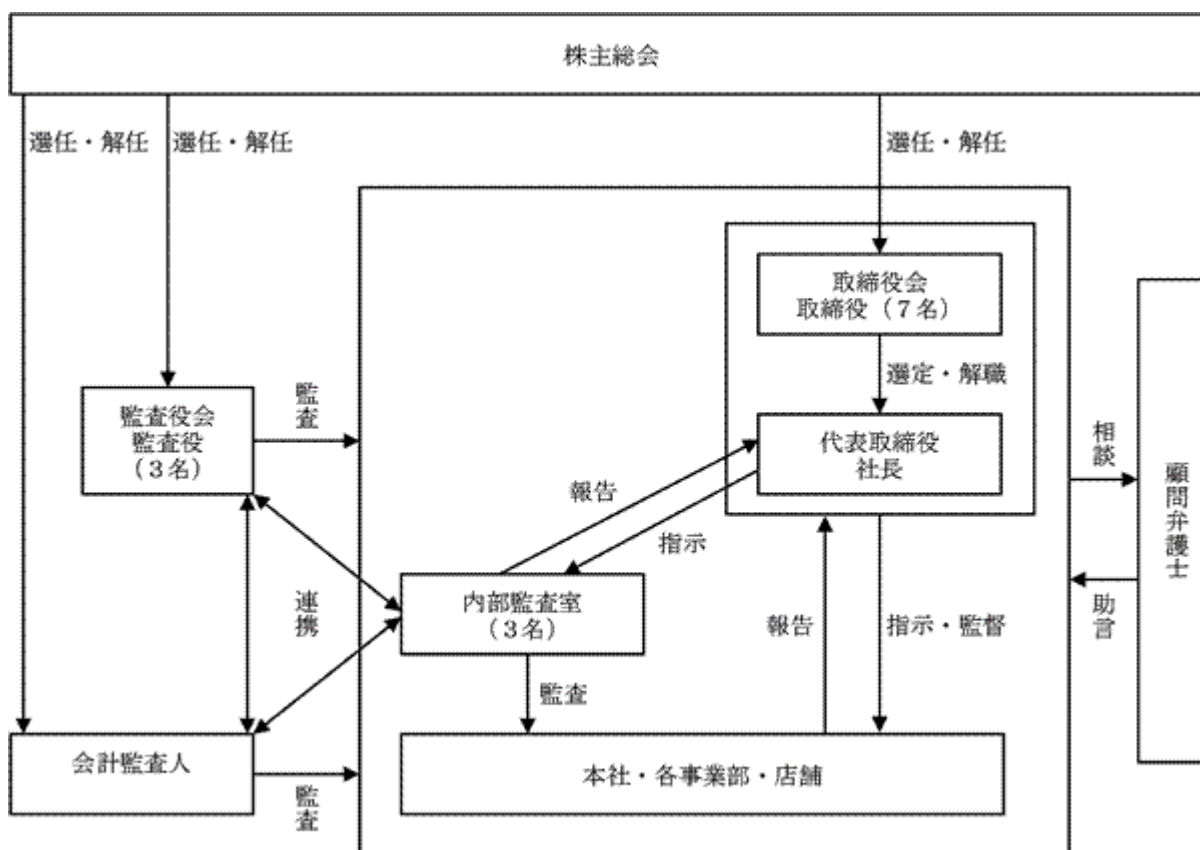 株主総会
選任・解任
選任・解任
選任・解任
取締役会
取締役（７名）
選定・解職
監査役会
監査役
（３名）
監査
代表取締役
社長
相談
顧問弁護士
報告
指示
内部監査室
（３名）
連携
報告
指示・監督
助言
監査
会計監査人
監査
本社・各事業部・店舗